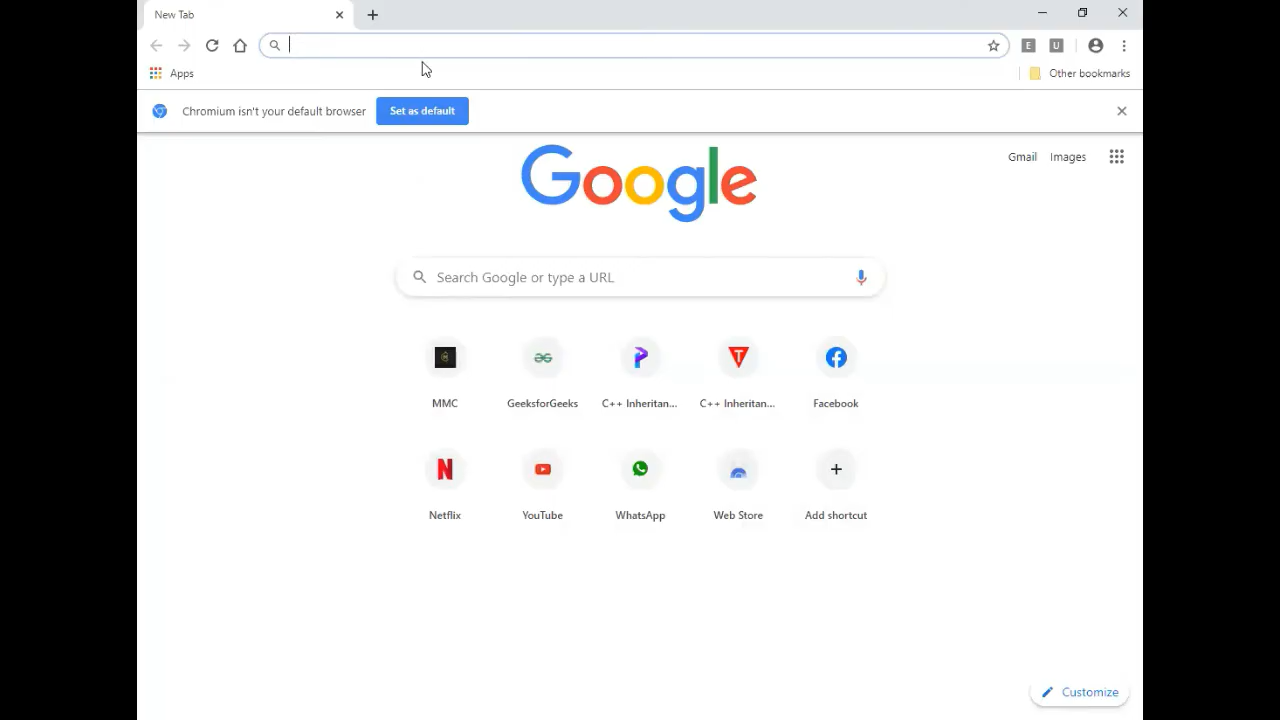 New Tab
Apps
Other bookmarks
Chromium isn't your default browser Set as default
Gmail Images
Google
Search Google or type a URL
MMC GeeksforGeeks C++ Inheritan... C++ Inheritan... Facebook
Netflix YouTube WhatsApp Web Store Add shortcut
Customize